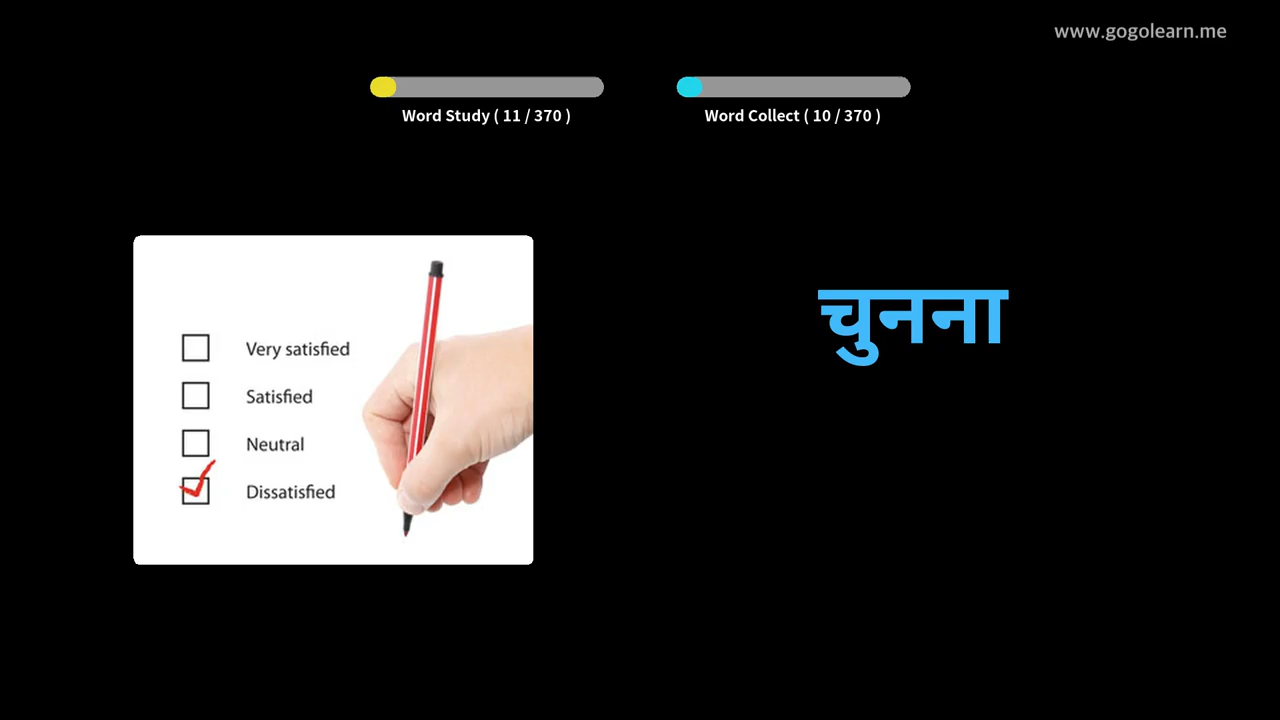 www.gogolearn.me
Word Study ( 11 / 370 )
Word Collect ( 10 / 370 )
Very satisfied
Satisfied
Neutral
Dissatisfied
चुनना